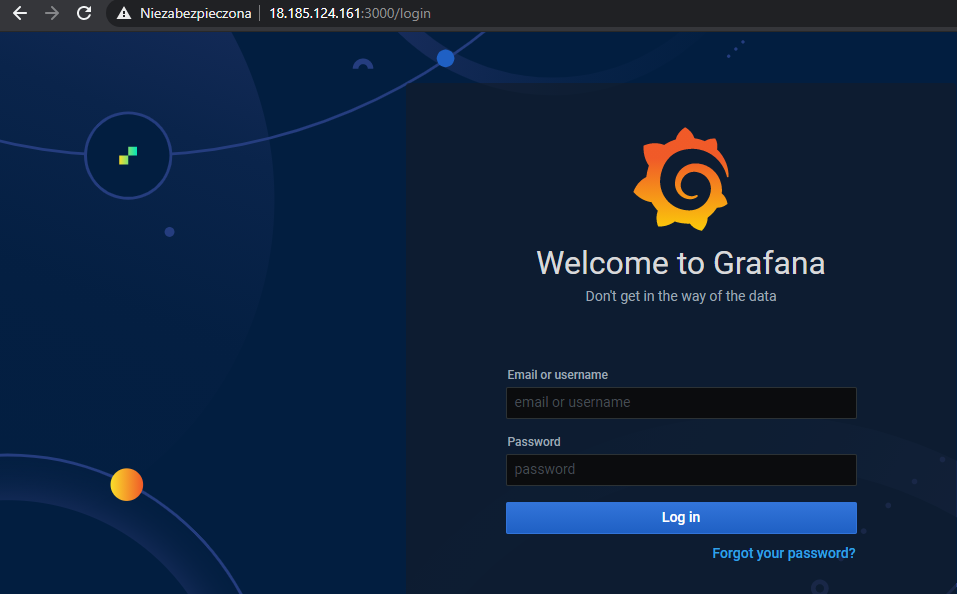 Niezabezpieczona 18.185.124.161:3000/login
Welcome to Grafana
Don't get in the way of the data
Email or username
email or username
Password
password
Log in
Forgot your password?